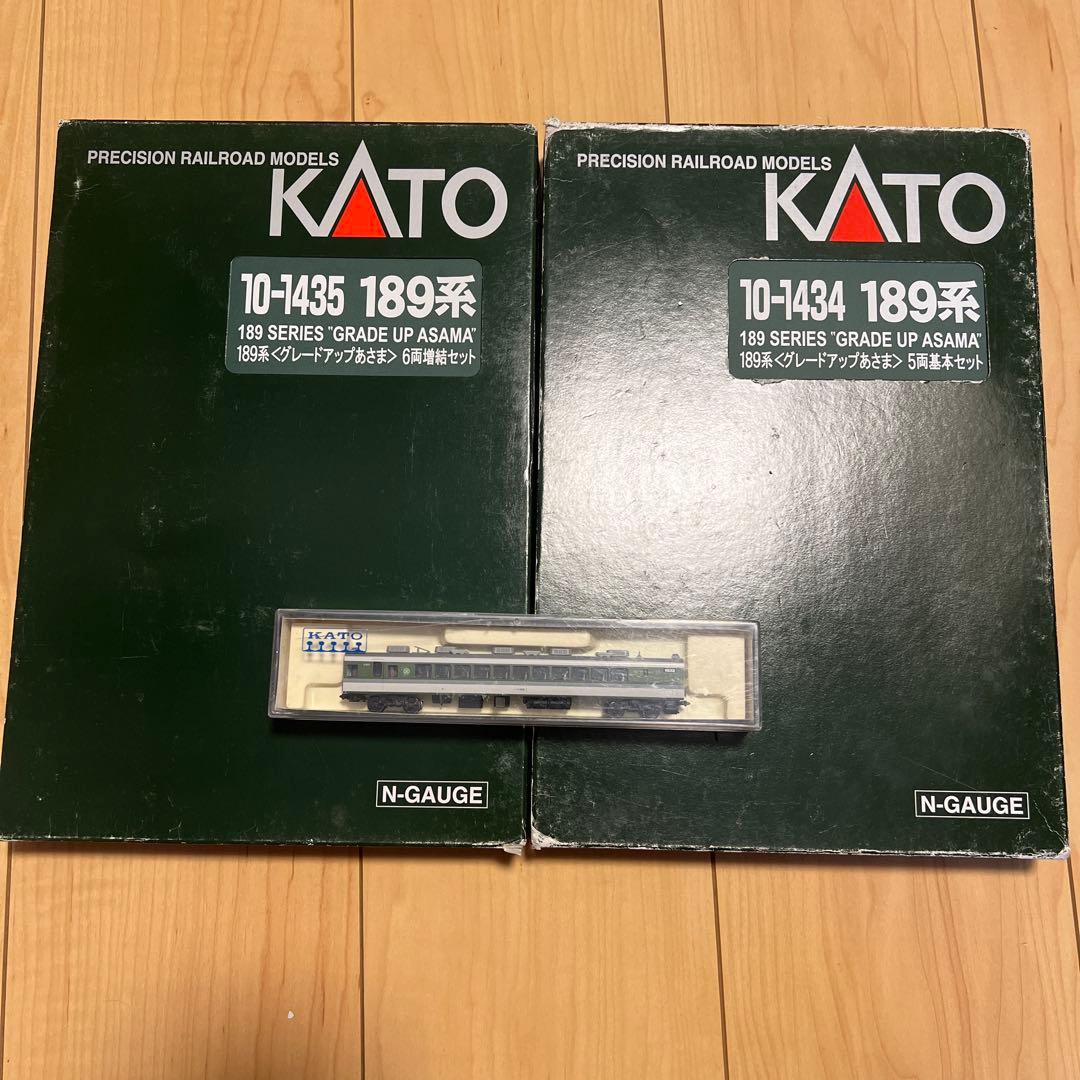 PRECISION RAILROAD MODELS
KATO
10-1435 189系
189 SERIES "GRADE UP ASAMA"
189系<グレードアップあさま> 6両増結セット
N-GAUGE
PRECISION RAILROAD MODELS
KATO
10-1434 189系
189 SERIES "GRADE UP ASAMA"
189系<グレードアップあさま> 5両基本セット
N-GAUGE
KATO